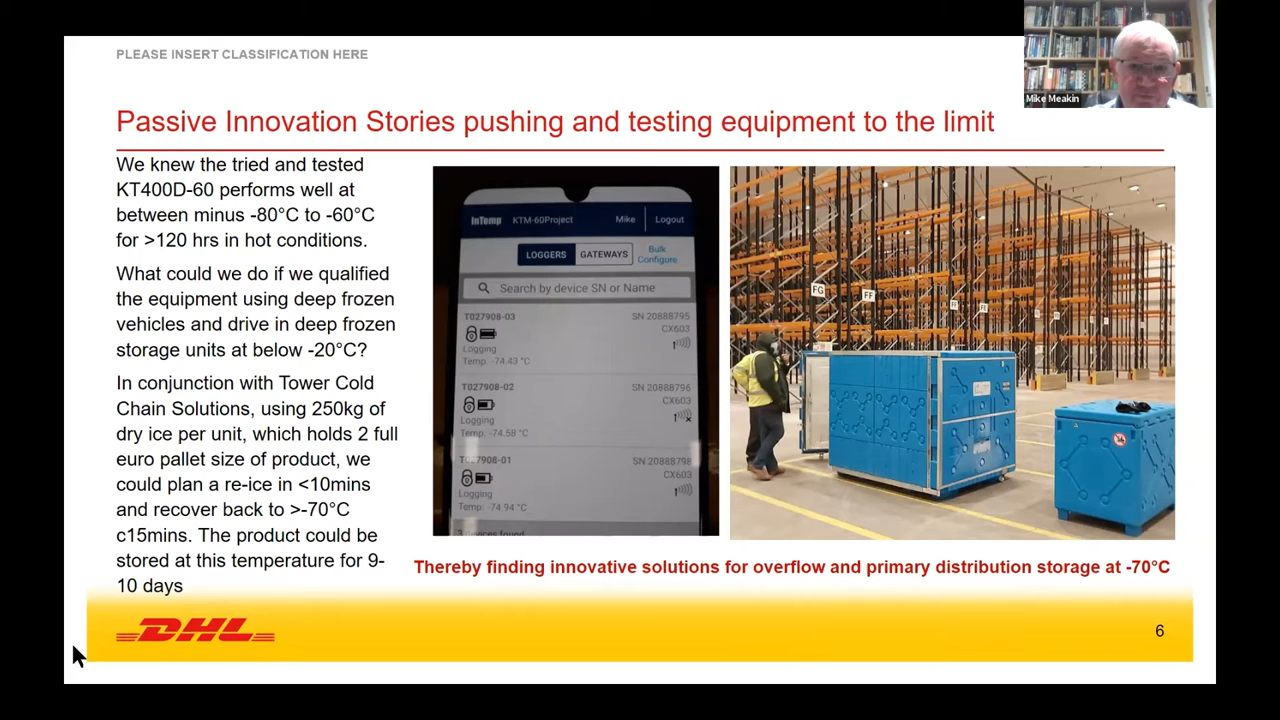 PLEASE INSERT CLASSIFICATION HERE
Mike Meakin
Passive Innovation Stories pushing and testing equipment to the limit
We knew the tried and tested
KT400D-60 performs well at
between minus -80°C to -60°C
for >120 hrs in hot conditions.
What could we do if we qualified
the equipment using deep frozen
vehicles and drive in deep frozen
storage units at below -20°C?
In conjunction with Tower Cold
Chain Solutions, using 250kg of
dry ice per unit, which holds 2 full
euro pallet size of product, we
could plan a re-ice in <10mins
and recover back to >-70°C
c15mins. The product could be
stored at this temperature for 9-
10 days
InTemp KTM-60Project Mike Logout
LOGGERS GATEWAYS Bulk
Configure
Search by device SN or Name
T027908-03 SN 20888795
CX603
Logging
Temp: -74.43 °C
T027908-02 SN 20888796
CX603
Logging
Temp: -74.58 °C
T027908-01 SN 20888798
CX603
Logging
Temp: -74.94 °C
3 devices found
FG
FF
FE
Thereby finding innovative solutions for overflow and primary distribution storage at -70°C
DHL
6